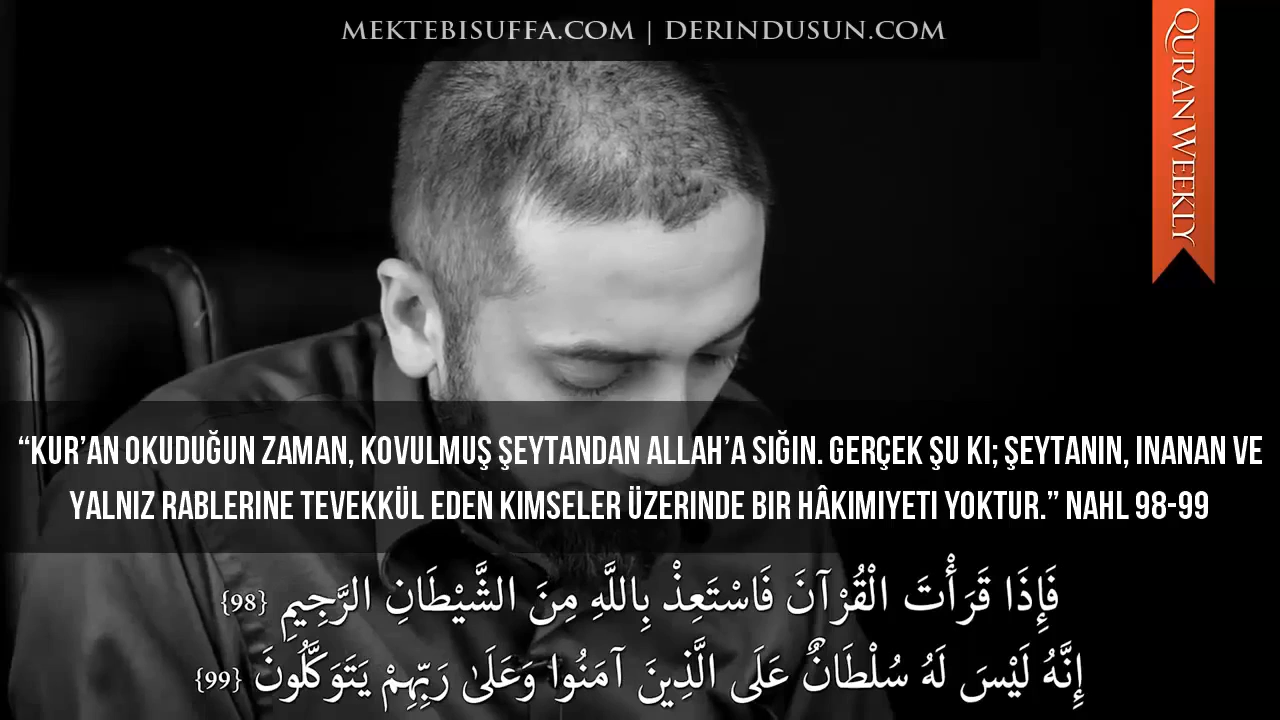 MEKTEBISUFFA.COM | DERINDUSUN.COM
QURANWEEKLY
“KUR’AN OKUDUĞUN ZAMAN, KOVULMUŞ ŞEYTANDAN ALLAH’A SIĞIN. GERÇEK ŞU KI; ŞEYTANIN, INANAN VE
YALNIZ RABLERINE TEVEKKÜL EDEN KIMSELER ÜZERINDE BIR HÂKIMIYETI YOKTUR.” NAHL 98-99
فَإِذَا قَرَأْتَ الْقُرْآنَ فَاسْتَعِذْ بِاللَّهِ مِنَ الشَّيْطَانِ الرَّجِيمِ {98}
إِنَّهُ لَيْسَ لَهُ سُلْطَانٌ عَلَى الَّذِينَ آمَنُوا وَعَلَىٰ رَبِّهِمْ يَتَوَكَّلُونَ {99}